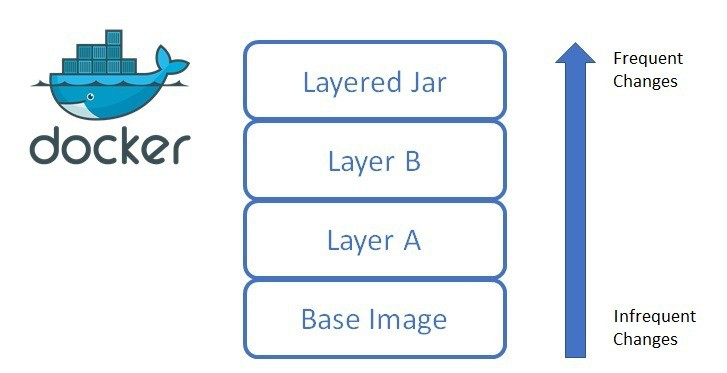 docker
Layered Jar
Layer B
Layer A
Base Image
Frequent
Changes
Infrequent
Changes